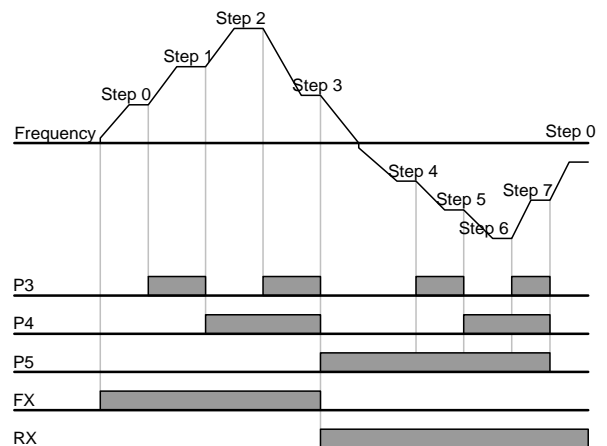 Step 2
Step 1
Step 3
Step 0
Frequency
Step 0
Step 4
Step 7
Step 5
Step 6
P3
P4
P5
FX
RX